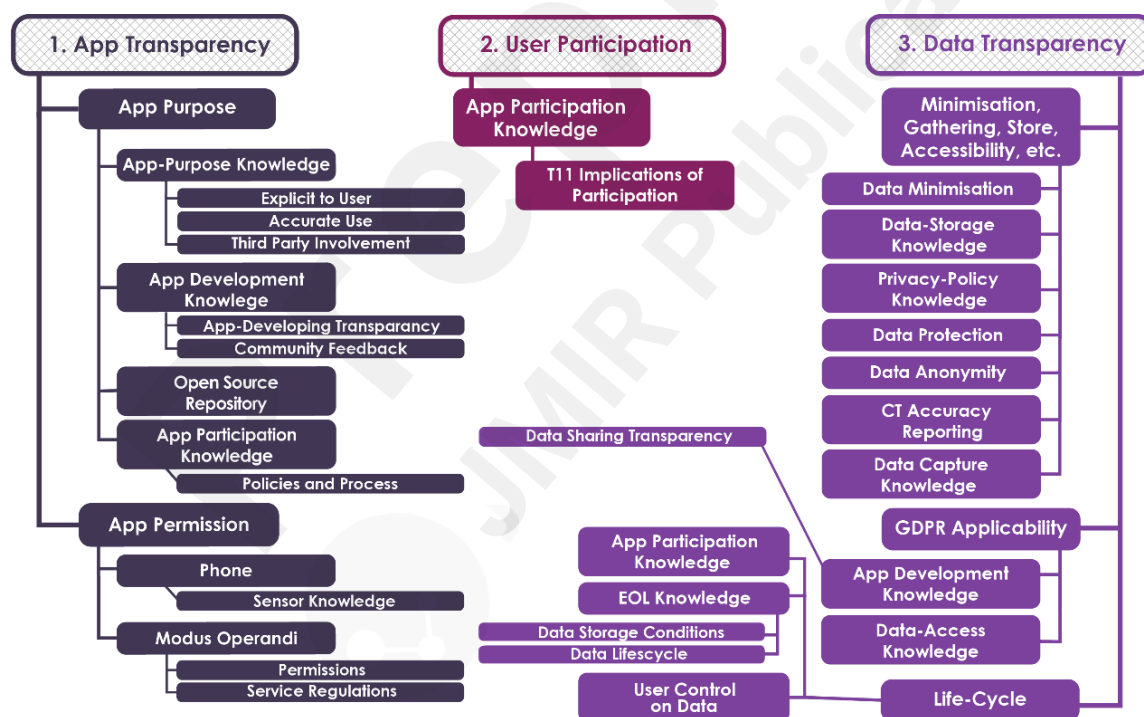 1. App Transparency
App Purpose
App-Purpose Knowledge
Explicit to User
Accurate Use
Third Party Involvement
App Development
Knowlege
App-Developing Transparancy
Community Feedback
Open Source
Repository
App Participation
Knowledge
Policies and Process
App Permission
Phone
Sensor Knowledge
Modus Operandi
Permissions
Service Regulations
2. User Participation
App Participation
Knowledge
T11 Implications of
Participation
3. Data Transparency
Minimisation,
Gathering, Store,
Accessibility, etc.
Data Minimisation
Data-Storage
Knowledge
Privacy-Policy
Knowledge
Data Protection
Data Anonymity
CT Accuracy
Reporting
Data Capture
Knowledge
GDPR Applicability
App Development
Knowledge
Data Sharing Transparency
Data-Access
Knowledge
Life-Cycle
App Participation
Knowledge
EOL Knowledge
Data Storage Conditions
Data Lifescycle
User Control
on Data
JMIR Publica